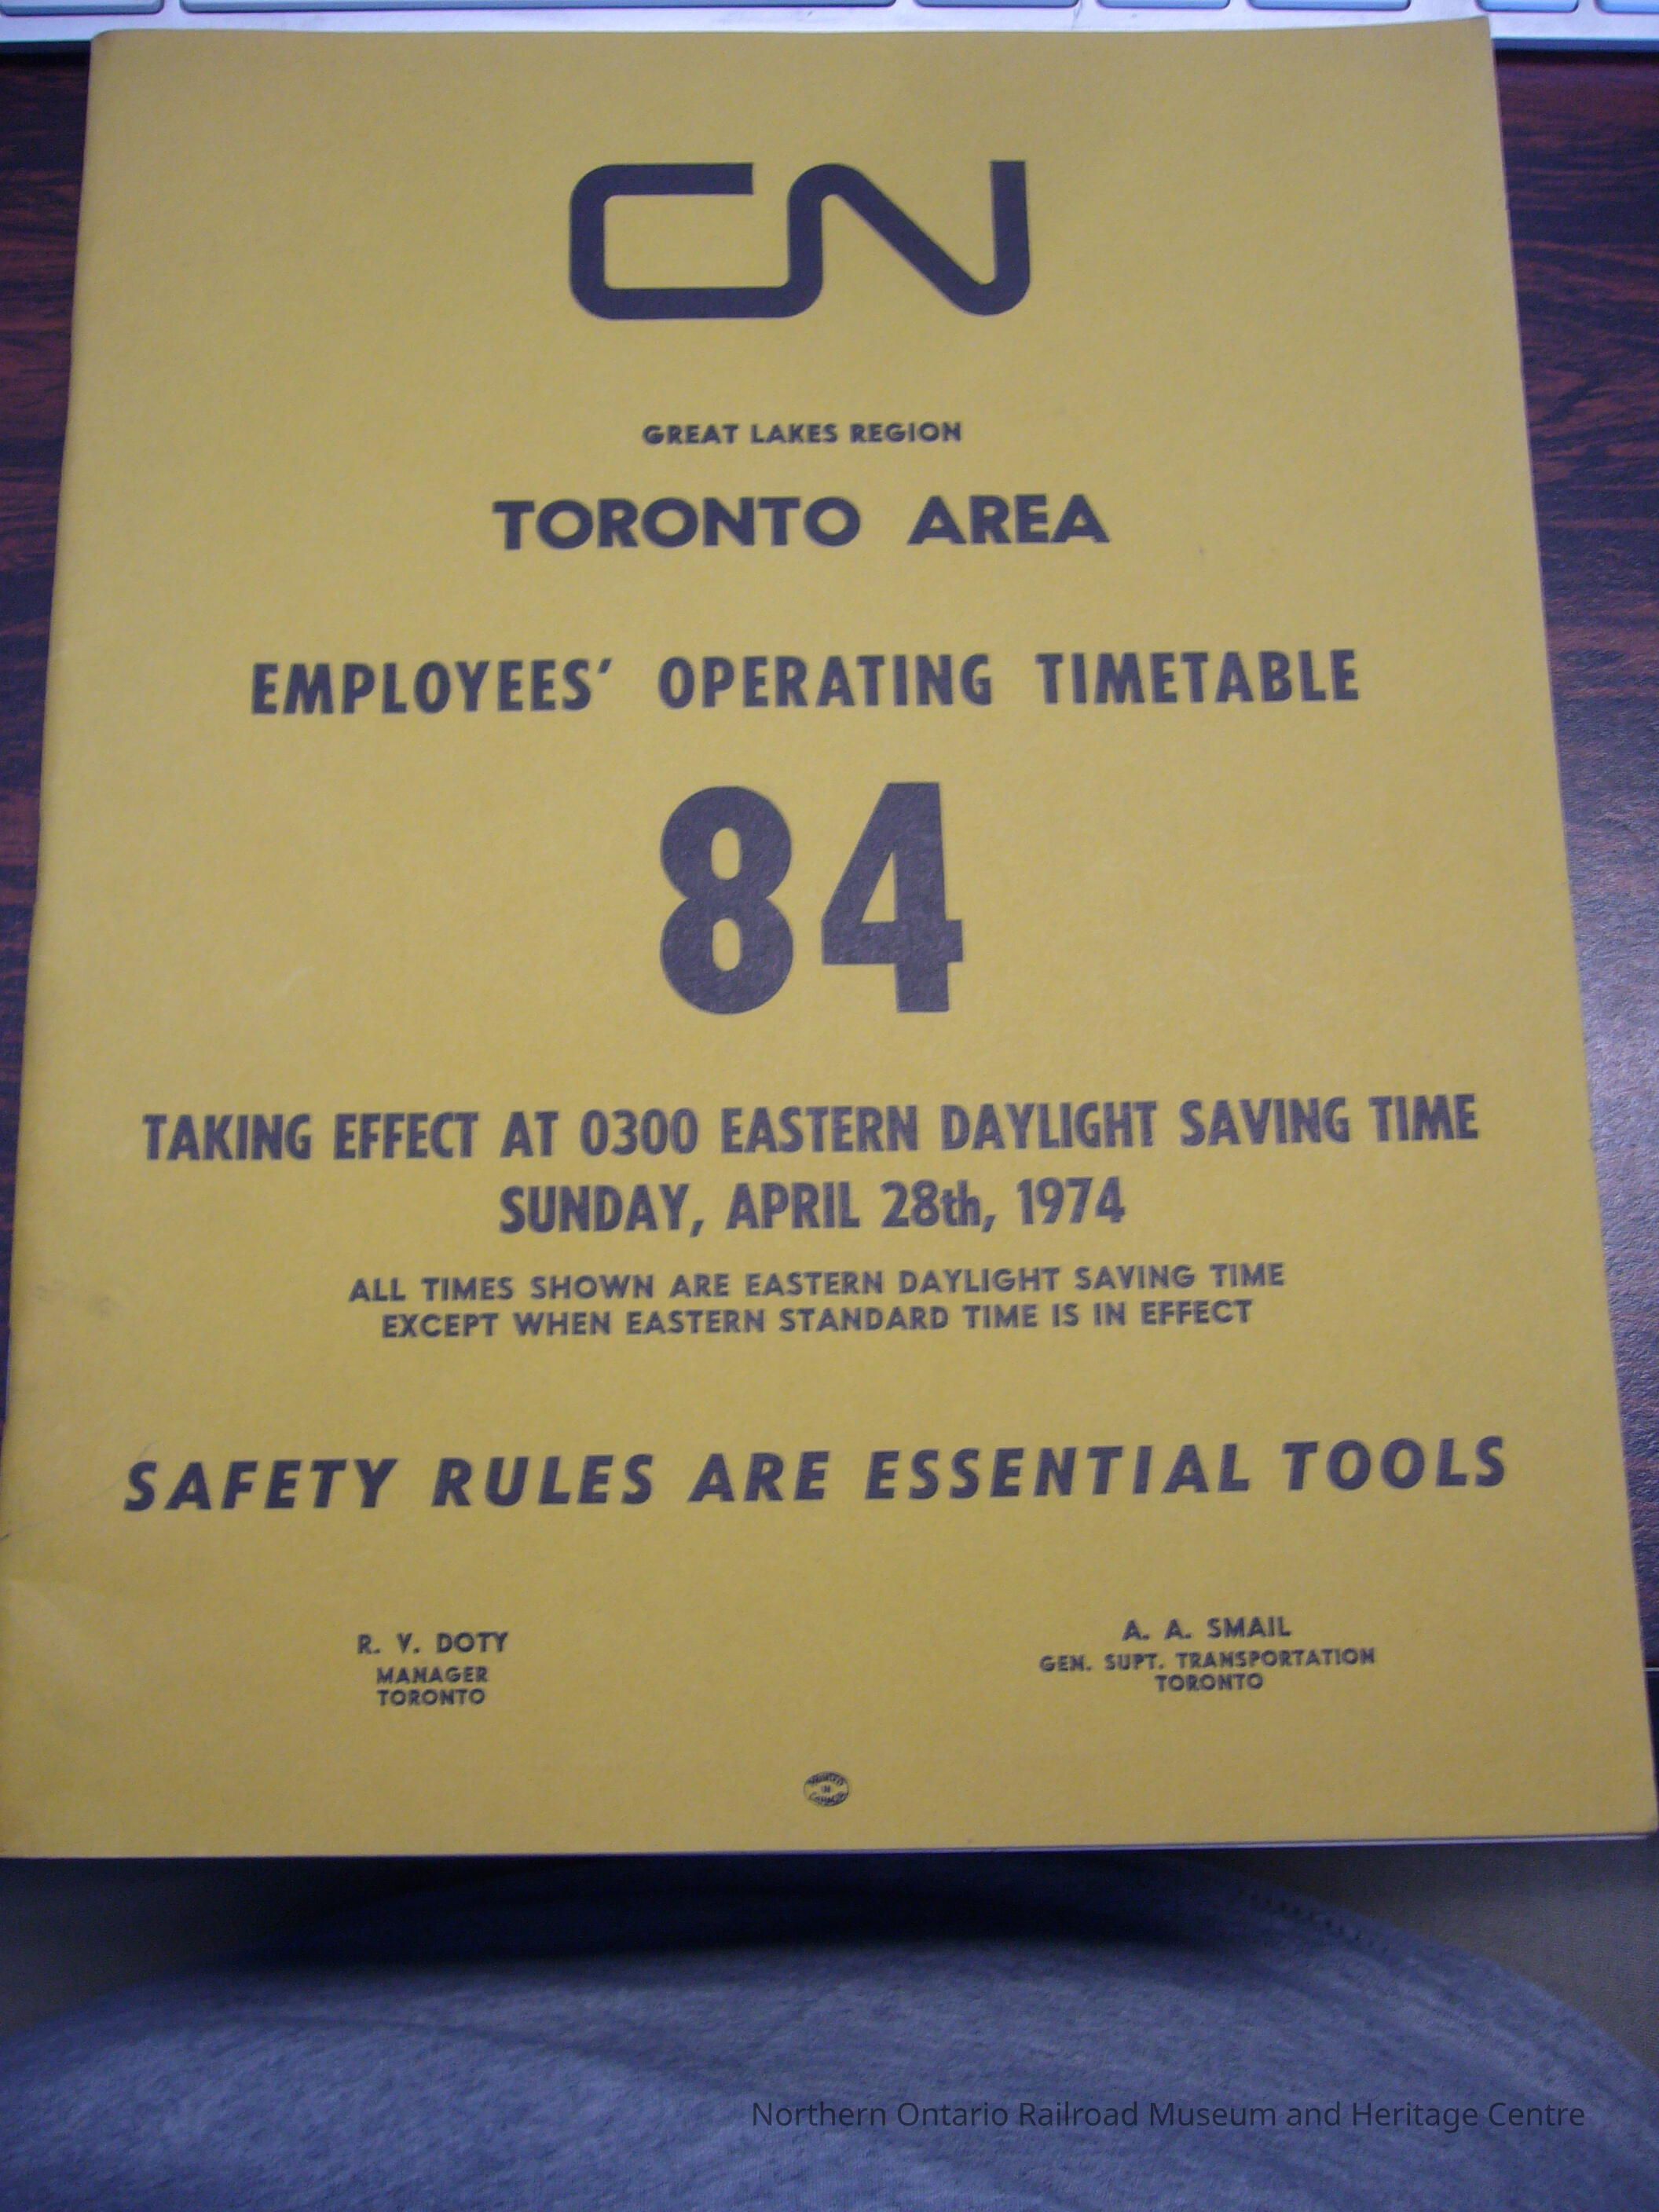 CN
GREAT LAKES REGION
TORONTO AREA
EMPLOYEES' OPERATING TIMETABLE
84
TAKING EFFECT AT 0300 EASTERN DAYLIGHT SAVING TIME
SUNDAY, APRIL 28th, 1974
ALL TIMES SHOWN ARE EASTERN DAYLIGHT SAVING TIME
EXCEPT WHEN EASTERN STANDARD TIME IS IN EFFECT
SAFETY RULES ARE ESSENTIAL TOOLS
R. V. DOTY
MANAGER
TORONTO
A. A. SMAIL
GEN. SUPT. TRANSPORTATION
TORONTO
PRINTED
IN
CANADA
Northern Ontario Railroad Museum and Heritage Centre